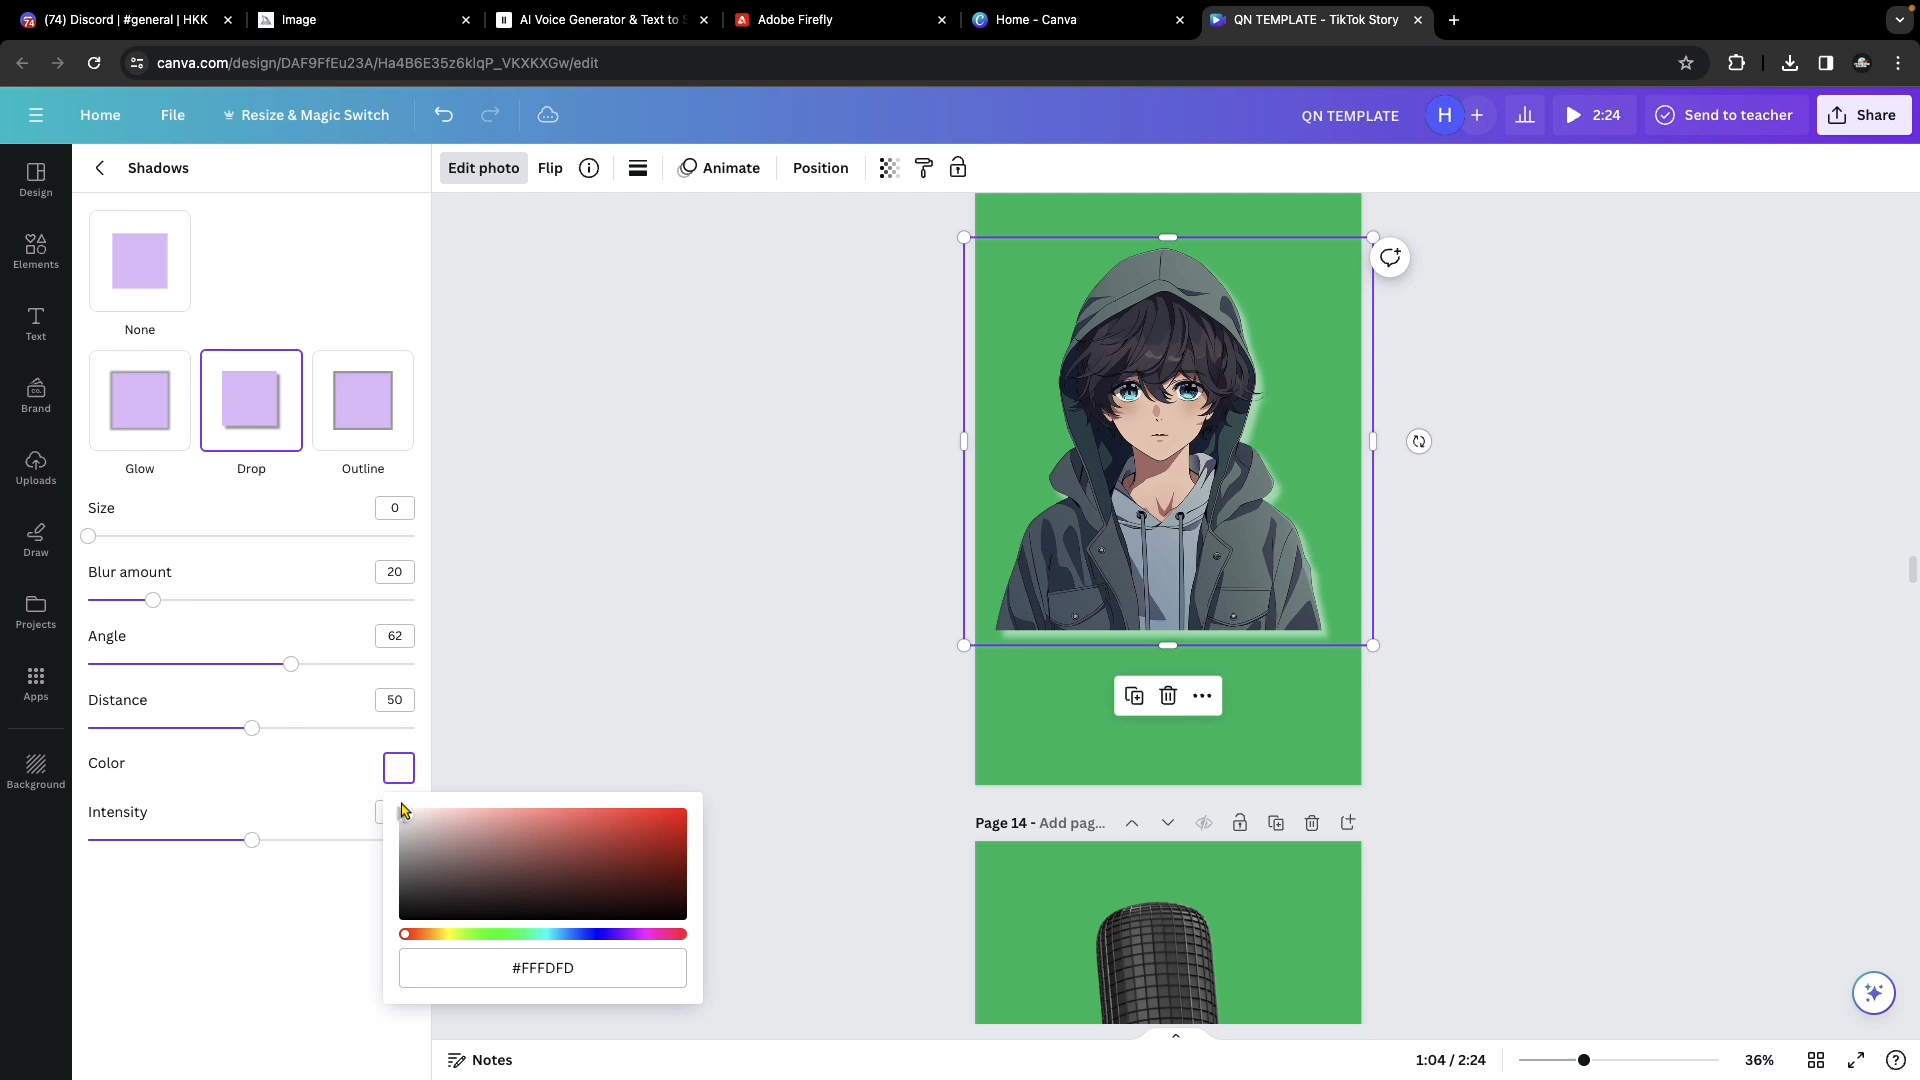 (74) Discord | #general | HKK
Image
AI Voice Generator & Text to S
Adobe Firefly
Home - Canva
QN TEMPLATE - TikTok Story
canva.com/design/DAF9FfEu23A/Ha4B6E35z6klqP_VKXKXGw/edit
Home
File
Resize & Magic Switch
QN TEMPLATE
H
2:24
Send to teacher
Share
Design
Elements
Text
Brand
Uploads
Draw
Projects
Apps
Background
Shadows
None
Glow
Drop
Outline
Size
0
Blur amount
20
Angle
62
Distance
50
Color
Intensity
#FFFDFD
Edit photo
Flip
Animate
Position
Page 14 - Add pag...
Notes
1:04 / 2:24
36%